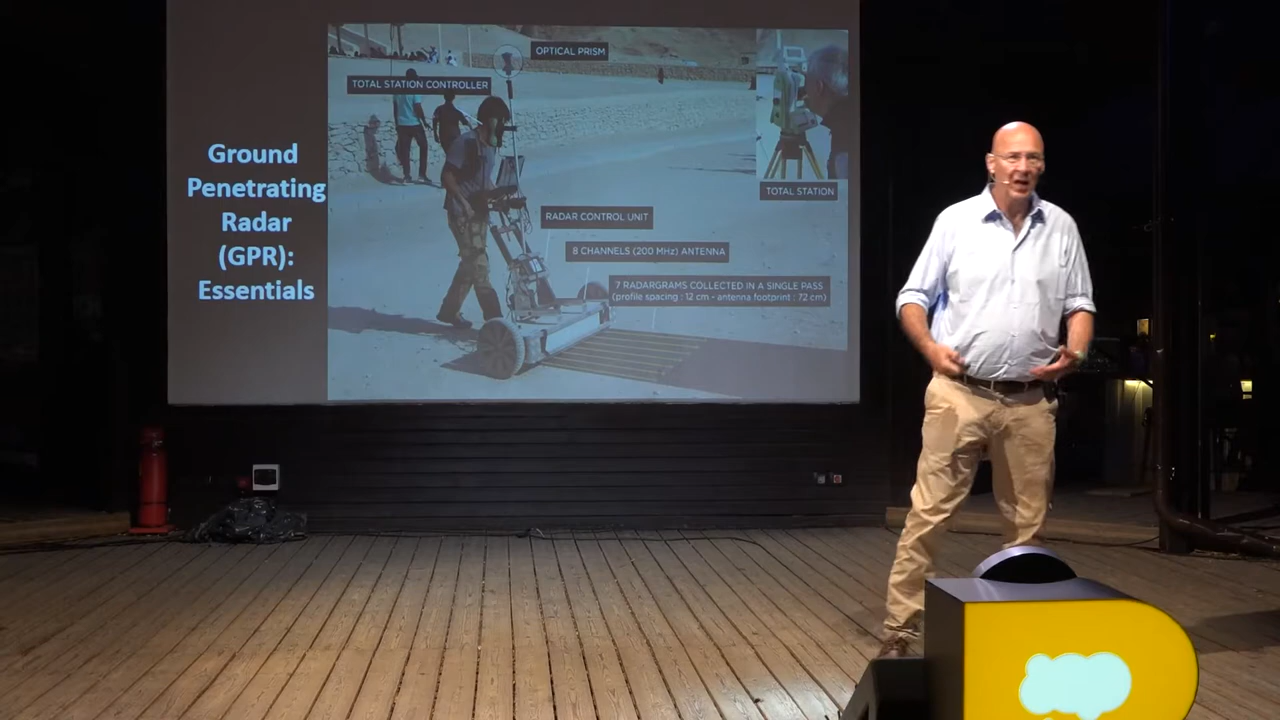 Ground
Penetrating
Radar
(GPR):
Essentials
OPTICAL PRISM
TOTAL STATION CONTROLLER
TOTAL STATION
RADAR CONTROL UNIT
8 CHANNELS (200 MHz) ANTENNA
7 RADARGRAMS COLLECTED IN A SINGLE PASS
(profile spacing : 12 cm - antenna footprint : 72 cm)